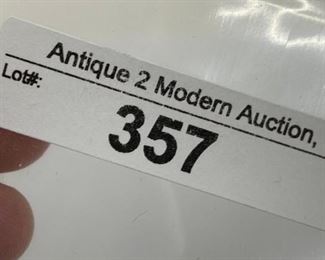 Antique 2 Modern Auction,
Lot#:
357